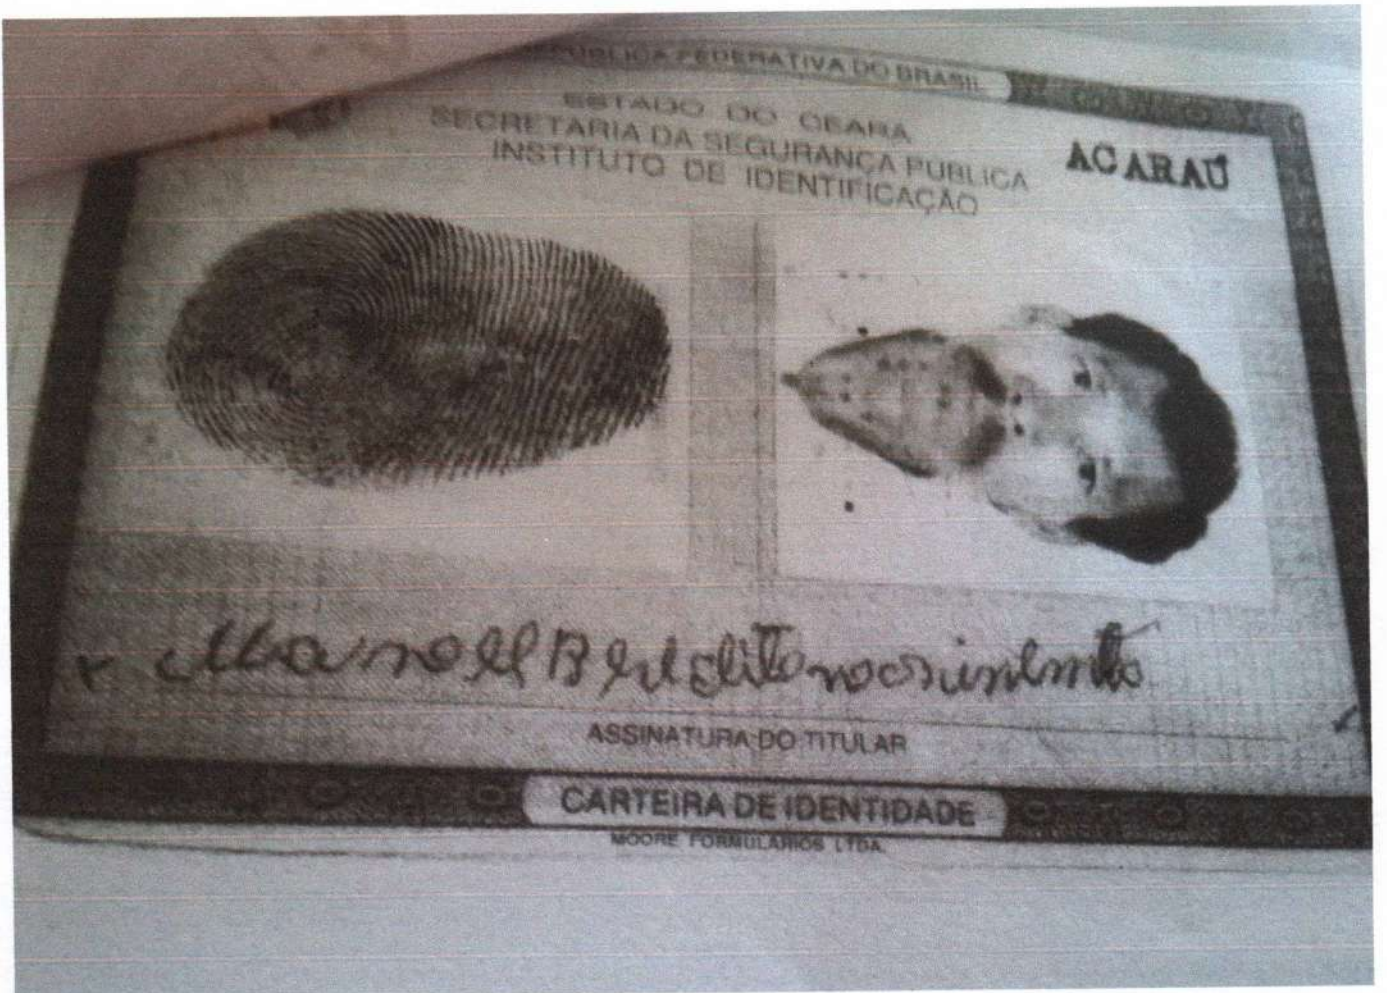 REPÚBLICA FEDERATIVA DO BRASIL
ESTADO DO CEARÁ
SECRETARIA DA SEGURANÇA PÚBLICA
INSTITUTO DE IDENTIFICAÇÃO
ACARAÚ
Manoel Benedito nascimento
ASSINATURA DO TITULAR
CARTEIRA DE IDENTIDADE
MOORE FORMULÁRIOS LTDA.